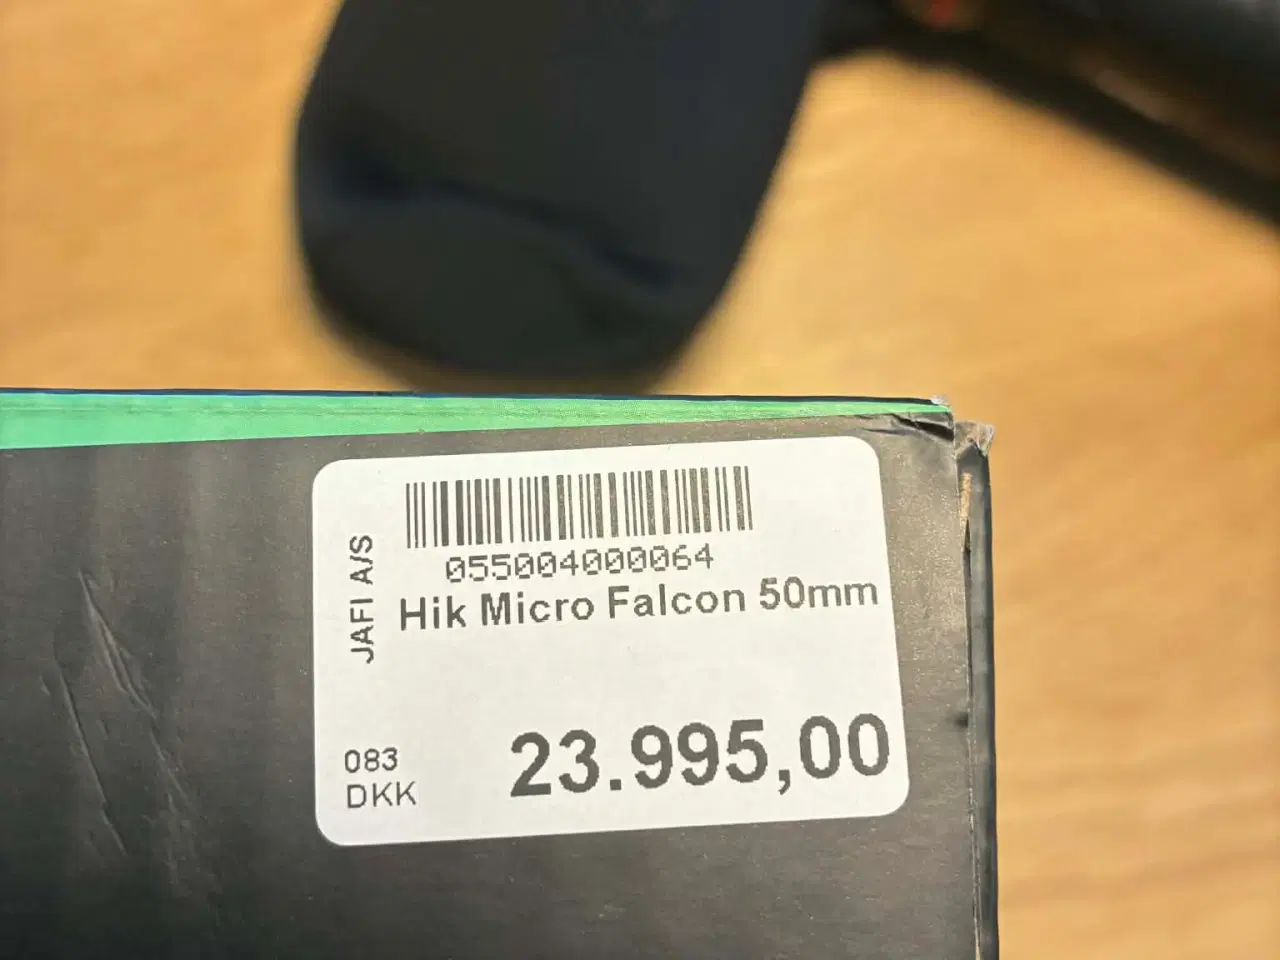 055004000064
Hik Micro Falcon 50mm
JAFI A/S
083
DKK
23.995,00